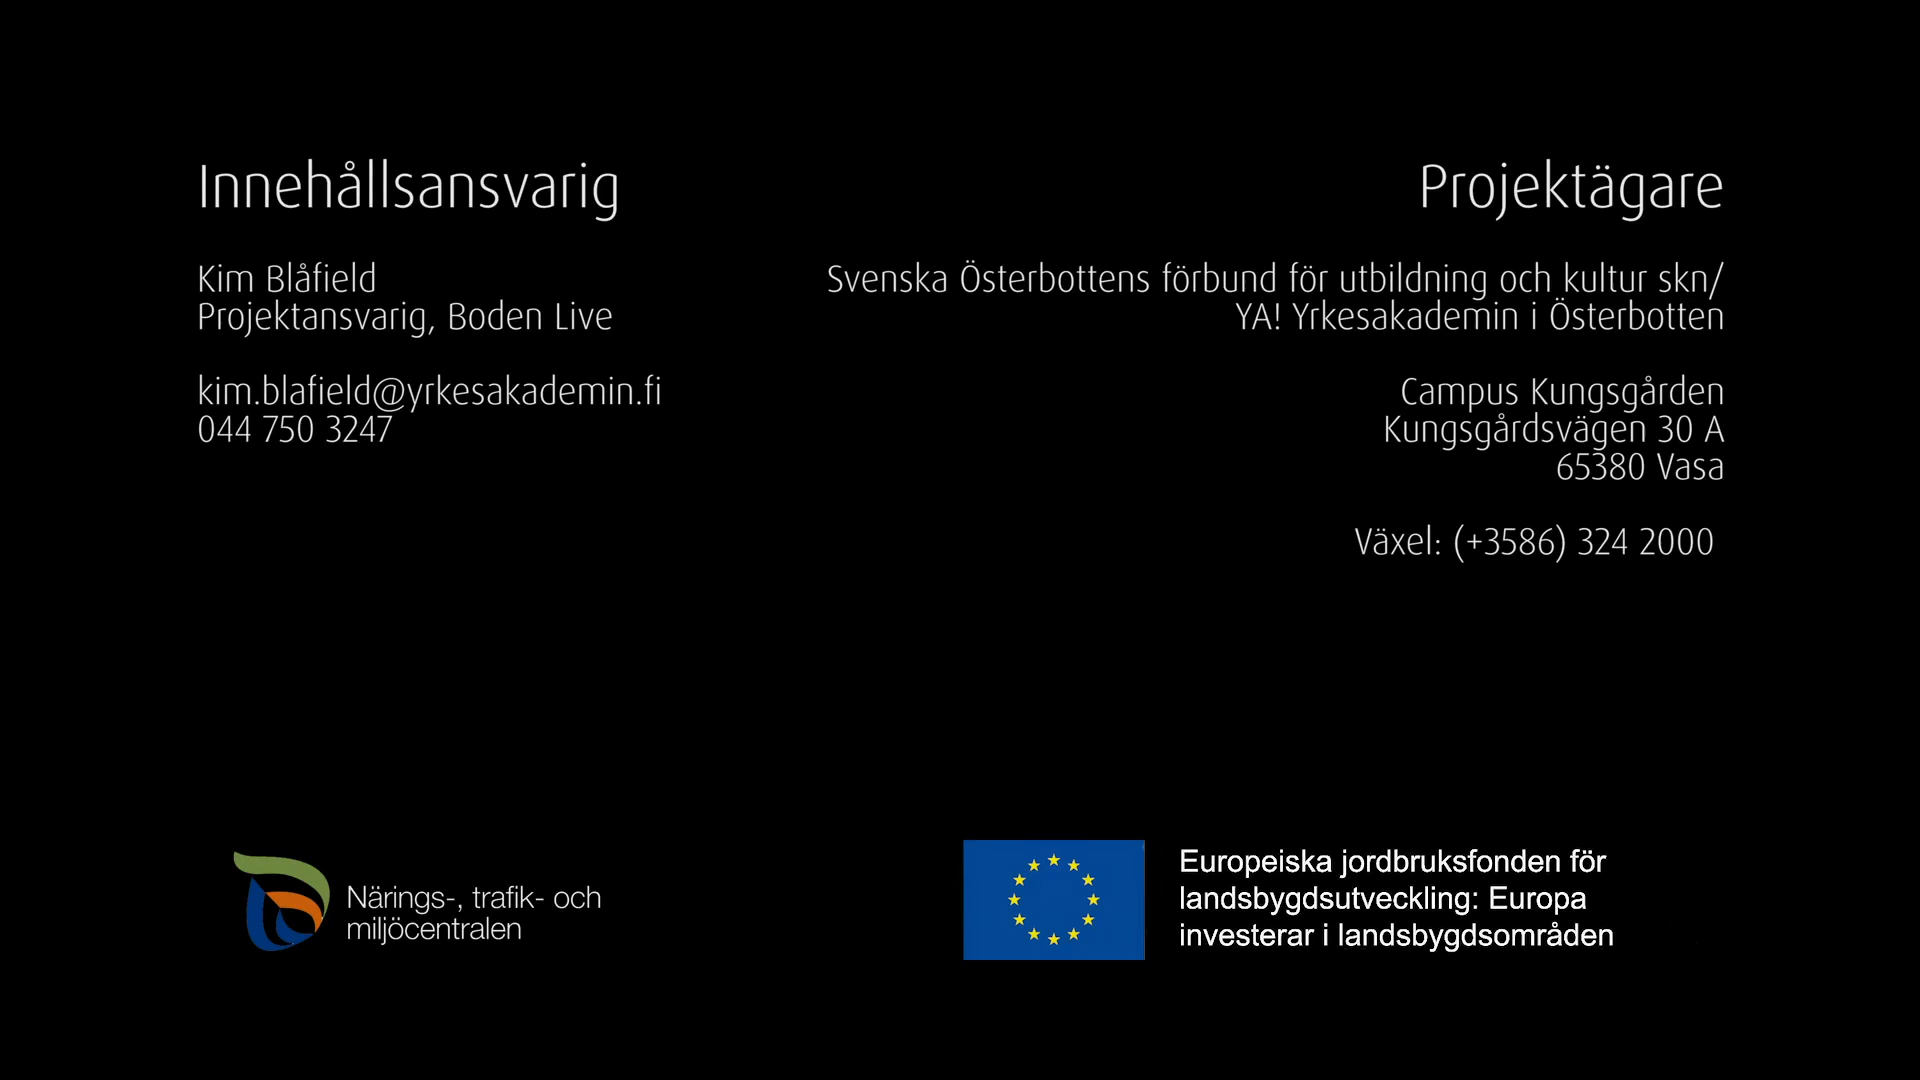 Innehållsansvarig
Kim Blåfield
Projektansvarig, Boden Live
kim.blafield@yrkesakademin.fi
044 750 3247
Projektägare
Svenska Österbottens förbund för utbildning och kultur skn/
YA! Yrkesakademin i Österbotten
Campus Kungsgården
Kungsgårdsvägen 30 A
65380 Vasa
Växel: (+3586) 324 2000
Närings-, trafik- och
miljöcentralen
Europeiska jordbruksfonden för
landsbygdsutveckling: Europa
investerar i landsbygdsområden